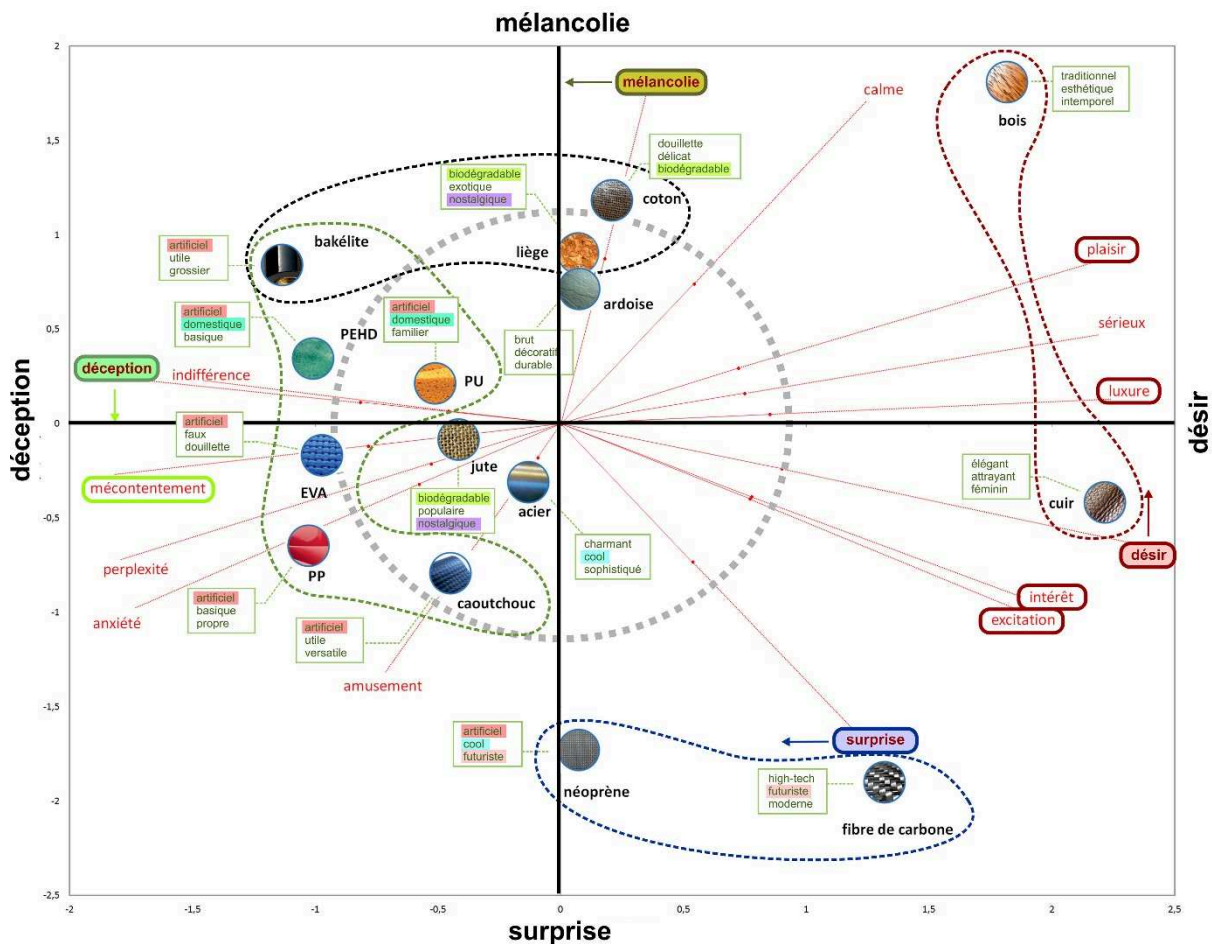 mélancolie
2
1,5
1
0,5
0
-0,5
-1
-1,5
-2
-2,5
déception
mélancolie
calme
traditionnel
esthétique
intemporel
bois
douillette
délicat
biodégradable
coton
biodégradable
exotique
nostalgique
liège
bakélite
artificiel
utile
grossier
plaisir
ardoise
artificiel
domestique
basique
PEHD
artificiel
domestique
familier
PU
brut
décoratif
durable
sérieux
déception
indifférence
luxure
désir
artificiel
faux
douillette
EVA
jute
mécontentement
biodégradable
populaire
nostalgique
acier
élégant
attrayant
féminin
cuir
désir
charmant
cool
sophistiqué
perplexité
PP
artificiel
basique
propre
caoutchouc
anxiété
artificiel
utile
versatile
intérêt
excitation
amusement
artificiel
cool
futuriste
néoprène
surprise
high-tech
futuriste
moderne
fibre de carbone
-2
-1,5
-1
-0,5
0
0,5
1
1,5
2
2,5
surprise